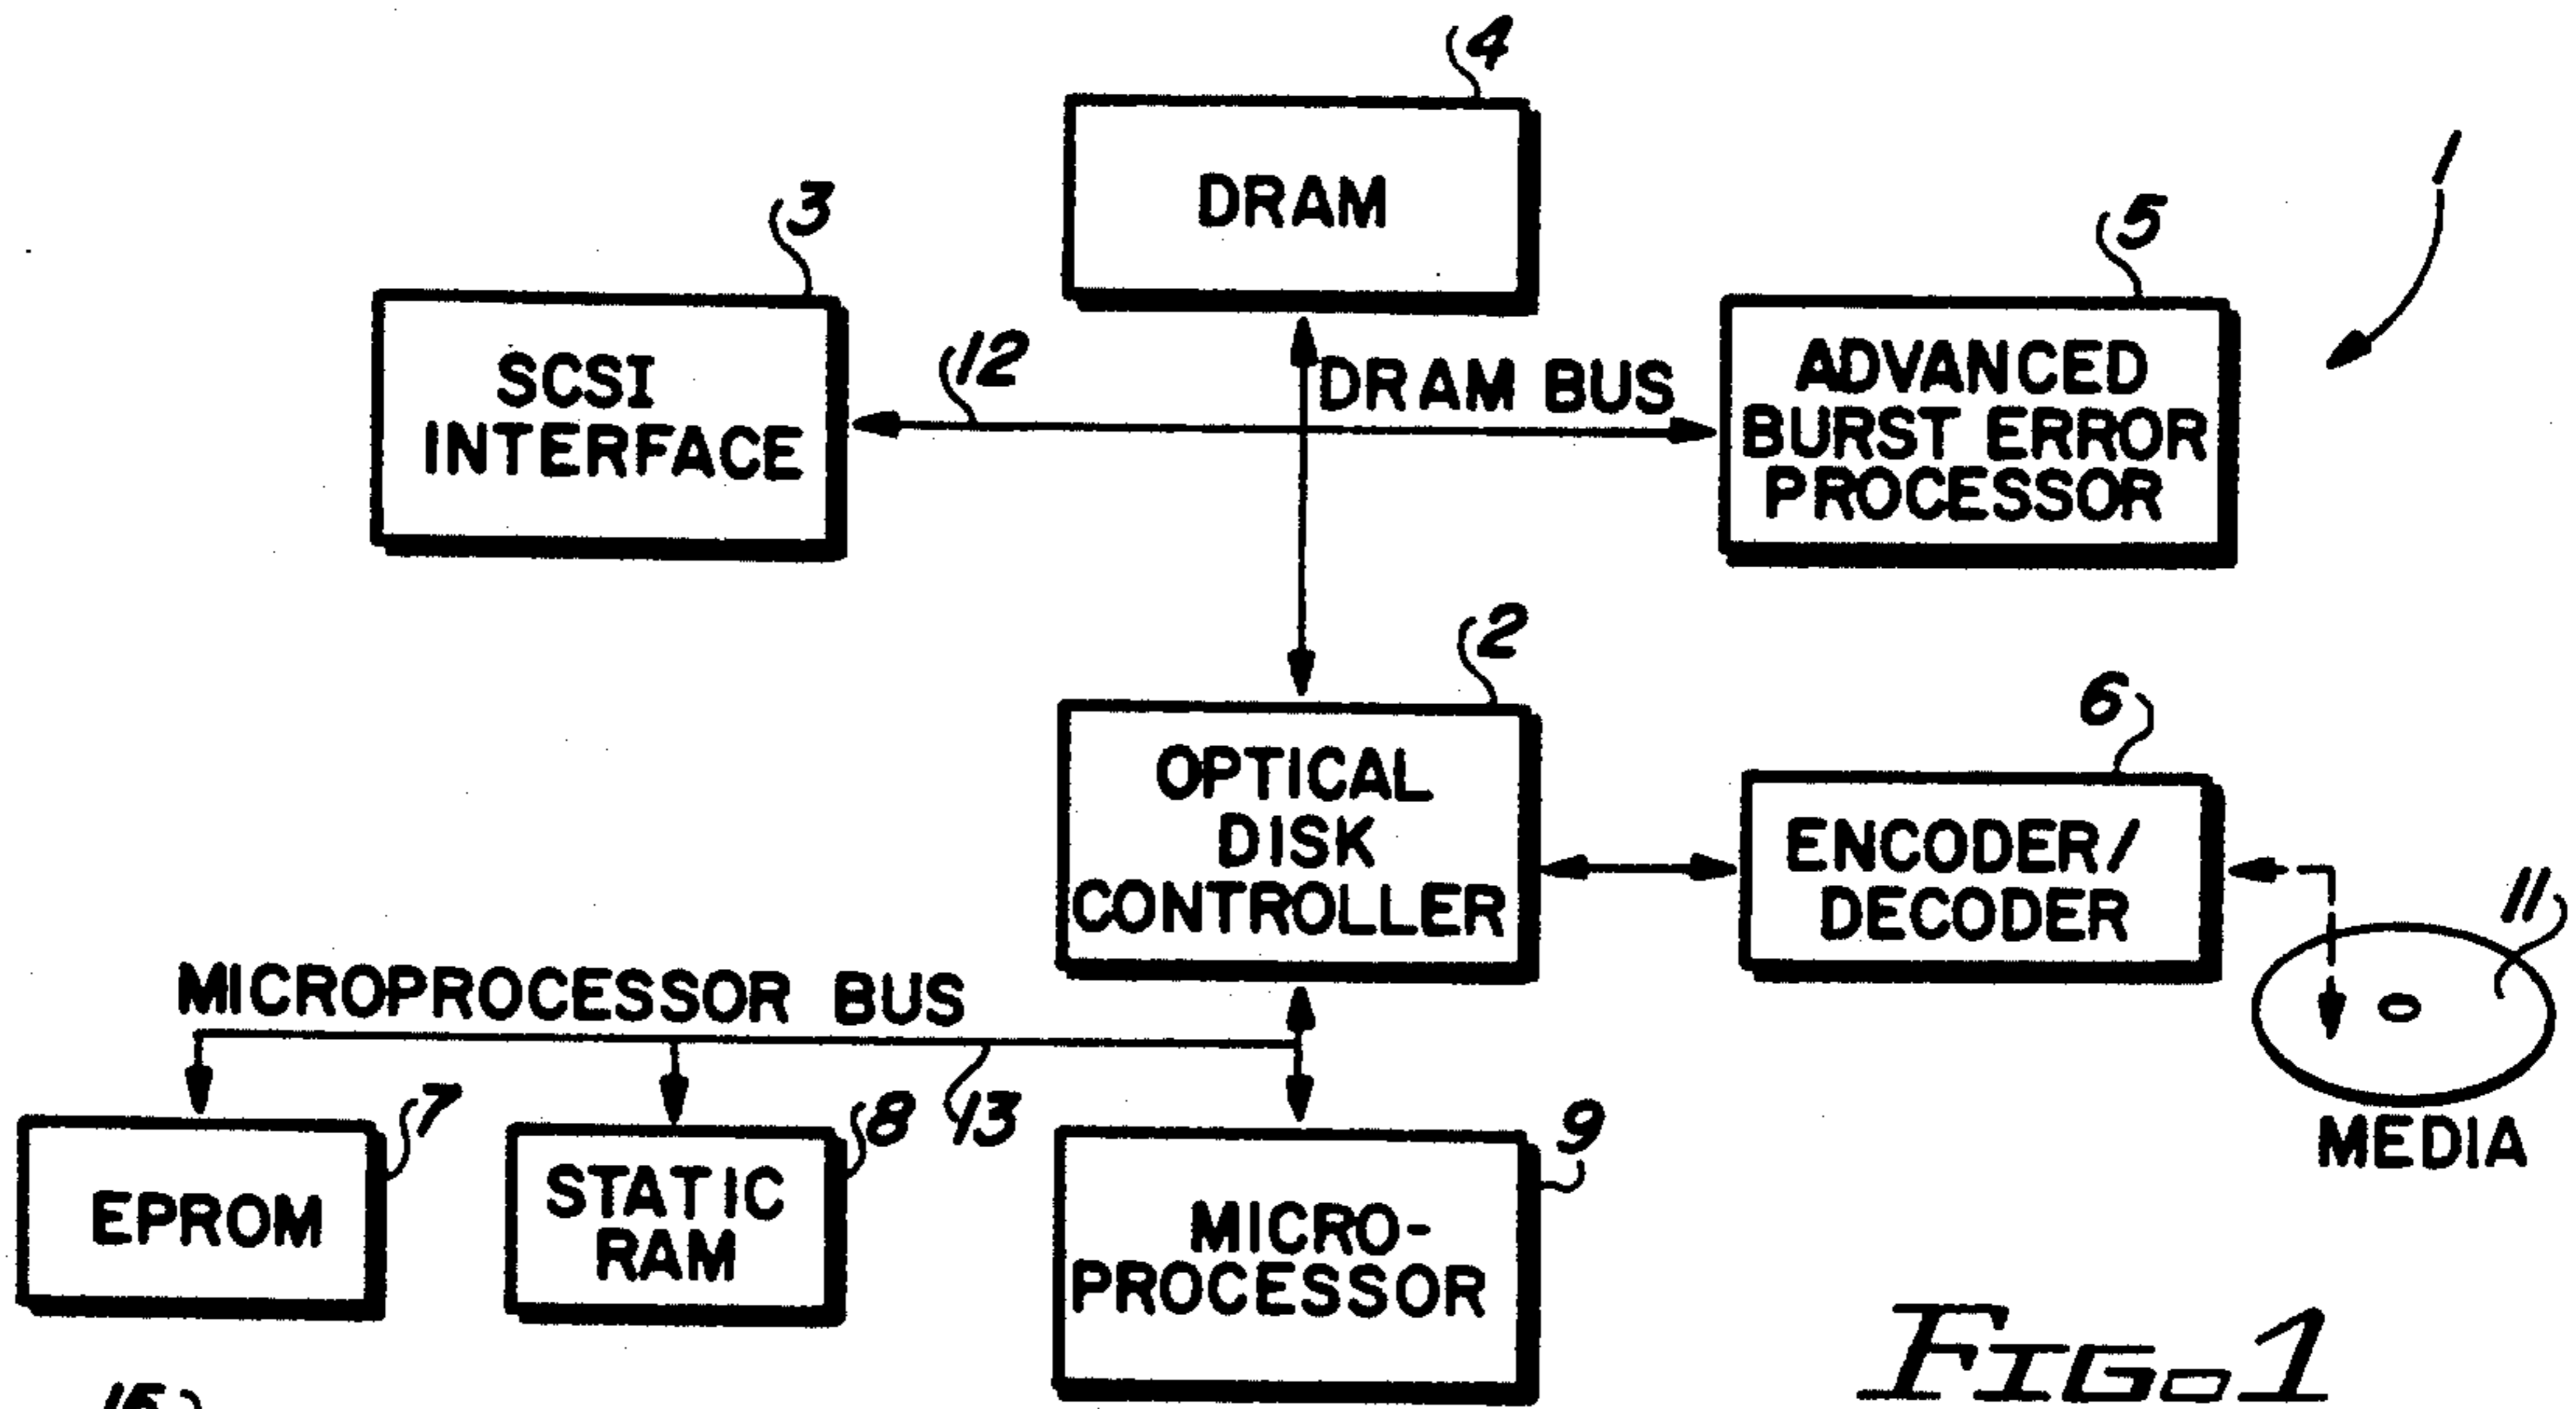 4
DRAM
1
3
5
SCSI
INTERFACE
12
DRAM BUS
ADVANCED
BURST ERROR
PROCESSOR
2
OPTICAL
DISK
CONTROLLER
6
ENCODER/
DECODER
11
MEDIA
MICROPROCESSOR BUS
13
7
EPROM
8
STATIC
RAM
9
MICRO-
PROCESSOR
FIG. 1